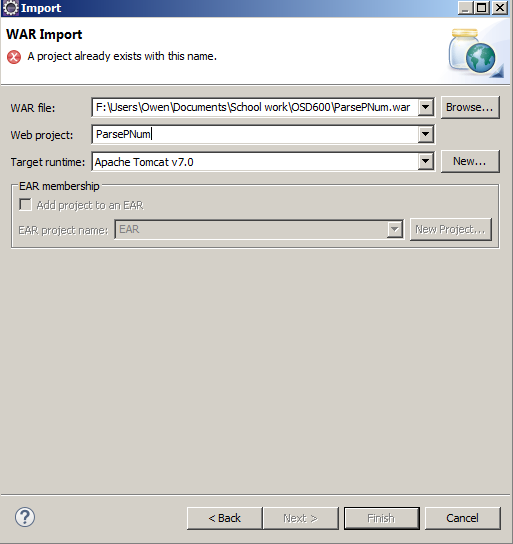 Import
WAR Import
A project already exists with this name.
WAR file: F:\Users\Owen\Documents\School work\OSD600\ParsePNum.war Browse...
Web project: ParsePNum
Target runtime: Apache Tomcat v7.0 New...
EAR membership
Add project to an EAR
EAR project name: EAR New Project...
? < Back Next > Finish Cancel